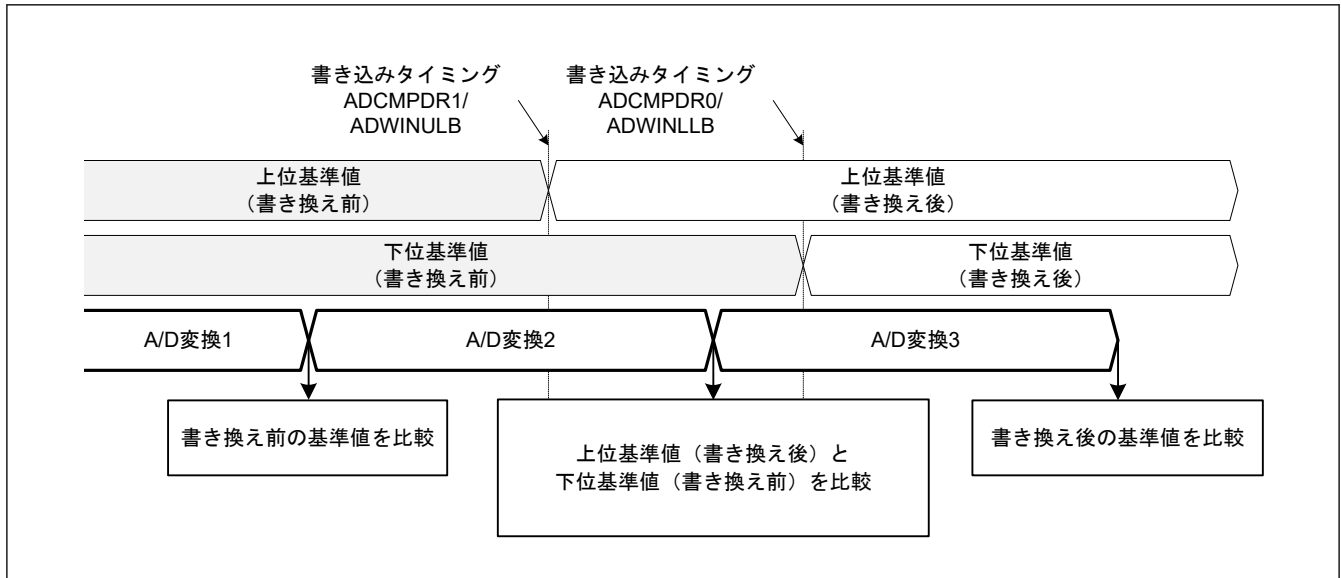 書き込みタイミング
ADCMPDR1/
ADWINULB
書き込みタイミング
ADCMPDR0/
ADWINLLB
上位基準値
（書き換え前）
上位基準値
（書き換え後）
下位基準値
（書き換え前）
下位基準値
（書き換え後）
A/D変換1
A/D変換2
A/D変換3
書き換え前の基準値を比較
上位基準値（書き換え後）と
下位基準値（書き換え前）を比較
書き換え後の基準値を比較